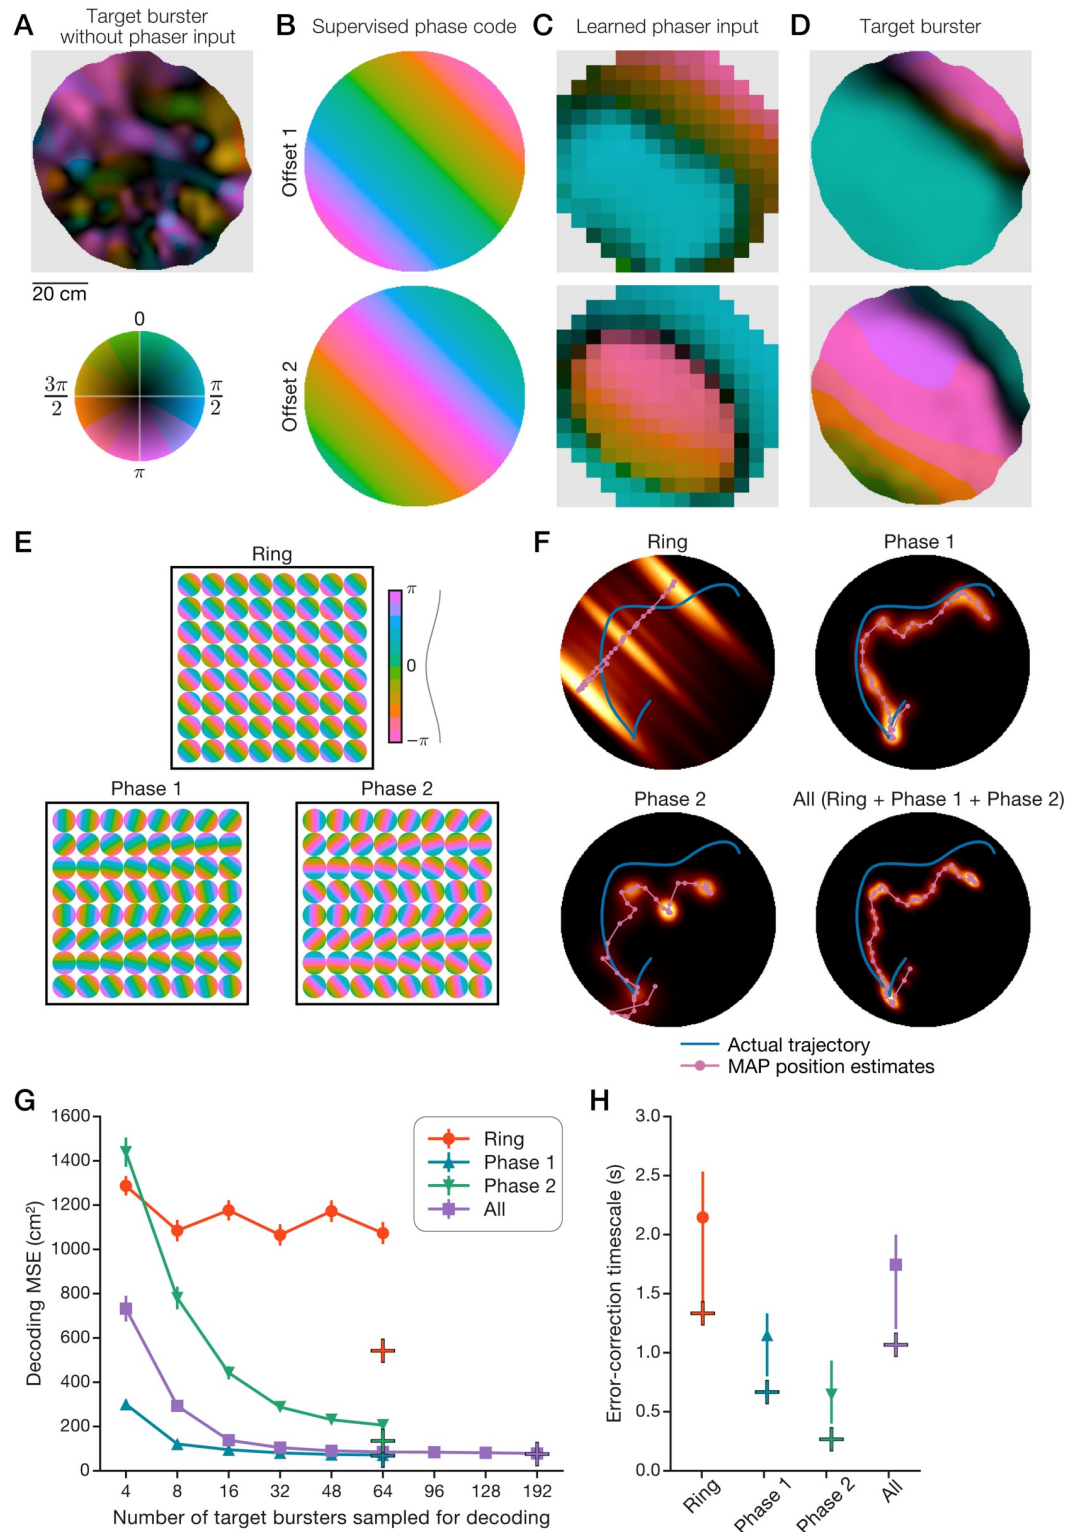 A
Target burster
without phaser input
B
Supervised phase code
C
Learned phaser input
D
Target burster
Offset 1
20 cm
0
3π
2
π
2
π
Offset 2
E
Ring
π
0
−π
Phase 1
Phase 2
F
Ring
Phase 1
Phase 2
All (Ring + Phase 1 + Phase 2)
Actual trajectory
MAP position estimates
G
1600
1400
1200
1000
800
600
400
200
0
Decoding MSE (cm²)
Ring
Phase 1
Phase 2
All
4 8 16 32 48 64 96 128 192
Number of target bursters sampled for decoding
H
3.0
2.5
2.0
1.5
1.0
0.5
0.0
Error-correction timescale (s)
Ring
Phase 1
Phase 2
All